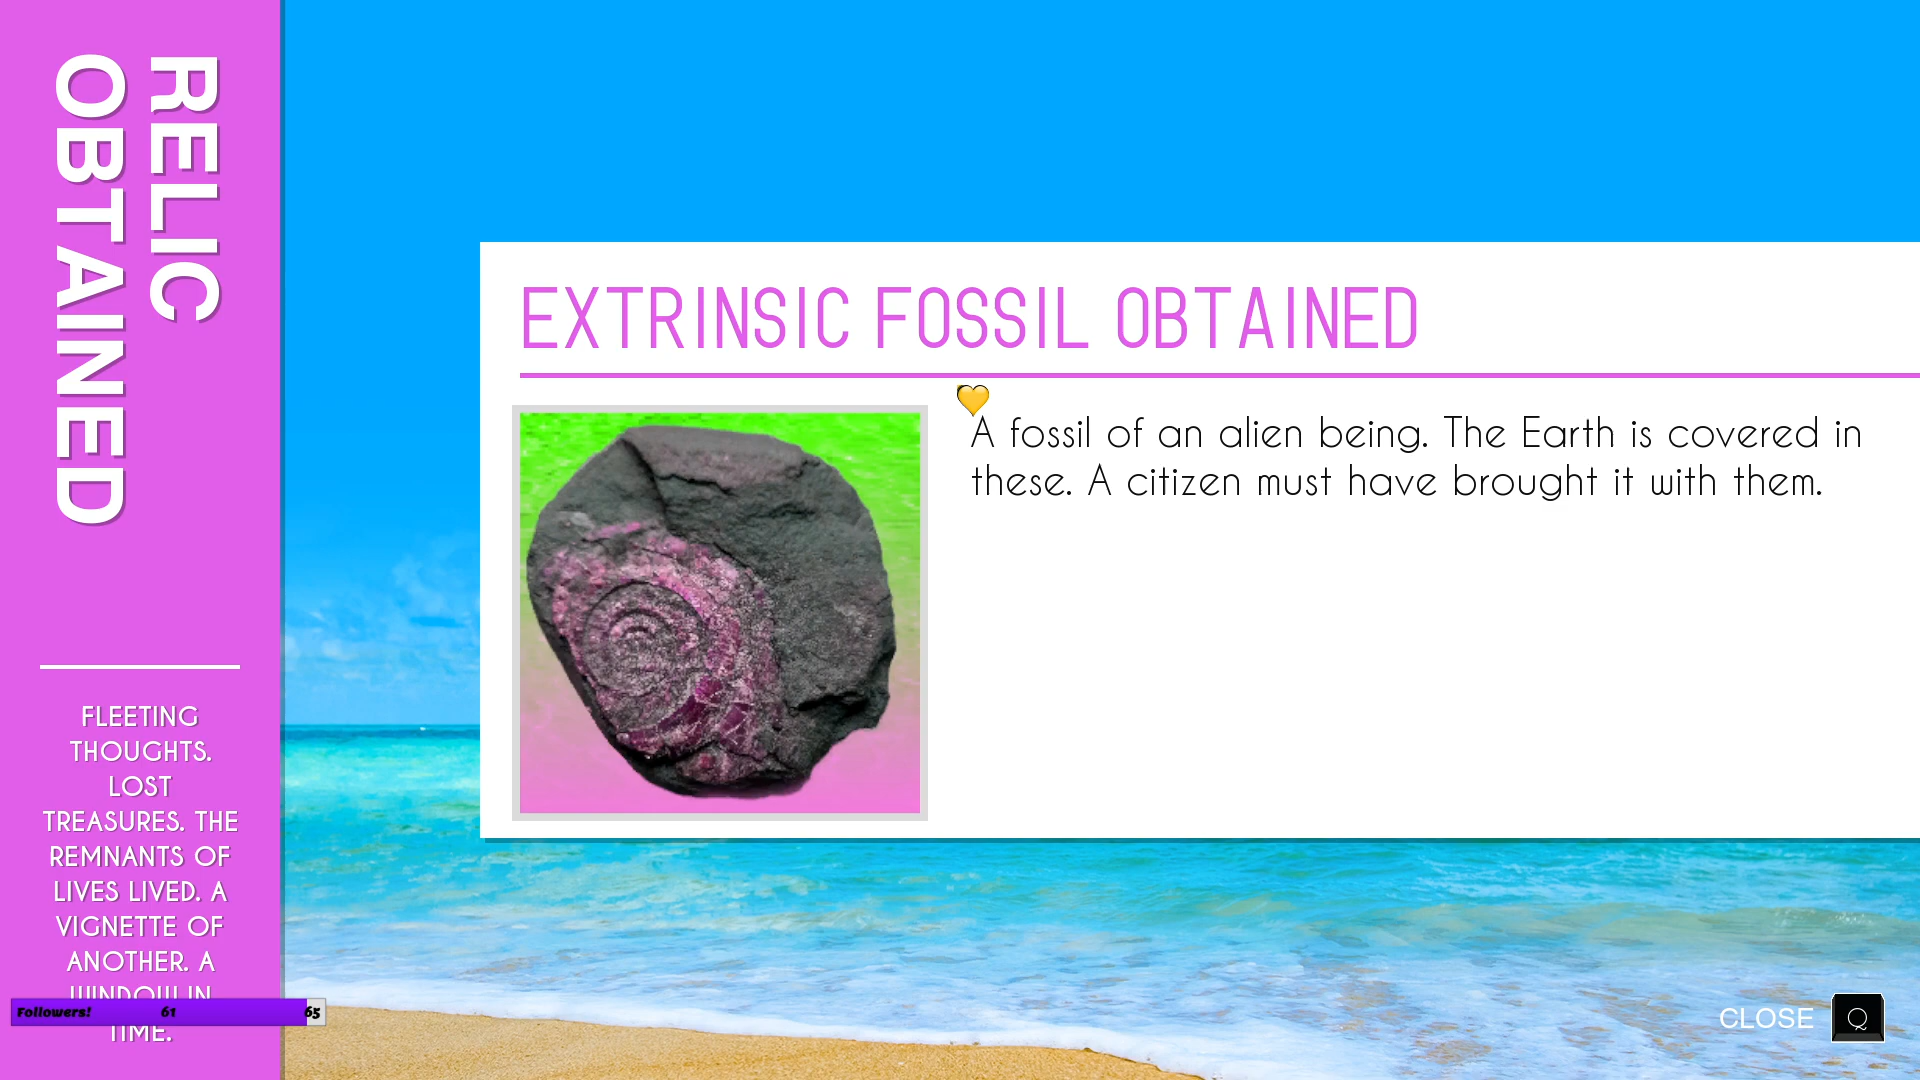 RELIC
OBTAINED
FLEETING
THOUGHTS.
LOST
TREASURES. THE
REMNANTS OF
LIVES LIVED. A
VIGNETTE OF
ANOTHER. A
WINDOW IN
TIME.
Followers! 61 65
EXTRINSIC FOSSIL OBTAINED
A fossil of an alien being. The Earth is covered in
these. A citizen must have brought it with them.
CLOSE Q